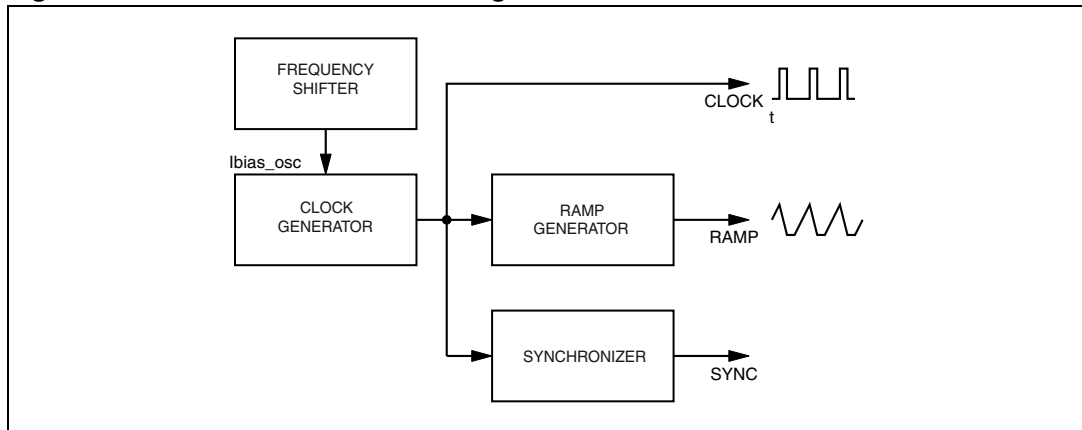 FREQUENCY
SHIFTER
CLOCK
t
Ibias_osc
CLOCK
GENERATOR
RAMP
GENERATOR
RAMP
SYNCHRONIZER
SYNC